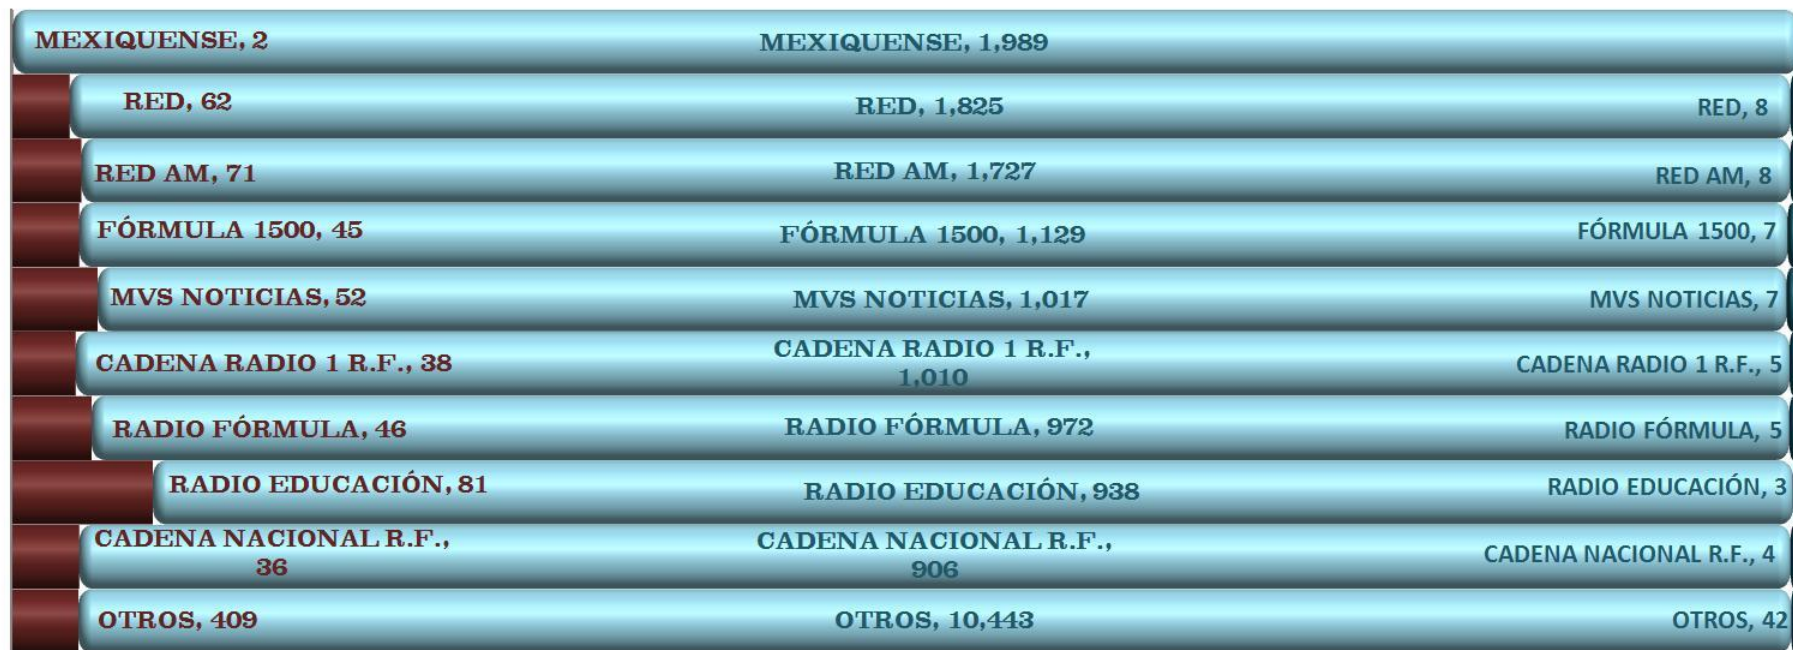 MEXIQUENSE, 2 MEXIQUENSE, 1,989
RED, 62 RED, 1,825 RED, 8
RED AM, 71 RED AM, 1,727 RED AM, 8
FÓRMULA 1500, 45 FÓRMULA 1500, 1,129 FÓRMULA 1500, 7
MVS NOTICIAS, 52 MVS NOTICIAS, 1,017 MVS NOTICIAS, 7
CADENA RADIO 1 R.F., 38 CADENA RADIO 1 R.F., CADENA RADIO 1 R.F., 5
1,010
RADIO FÓRMULA, 46 RADIO FÓRMULA, 972 RADIO FÓRMULA, 5
RADIO EDUCACIÓN, 81 RADIO EDUCACIÓN, 938 RADIO EDUCACIÓN, 3
CADENA NACIONAL R.F., CADENA NACIONAL R.F., CADENA NACIONAL R.F., 4
36 906
OTROS, 409 OTROS, 10,443 OTROS, 42